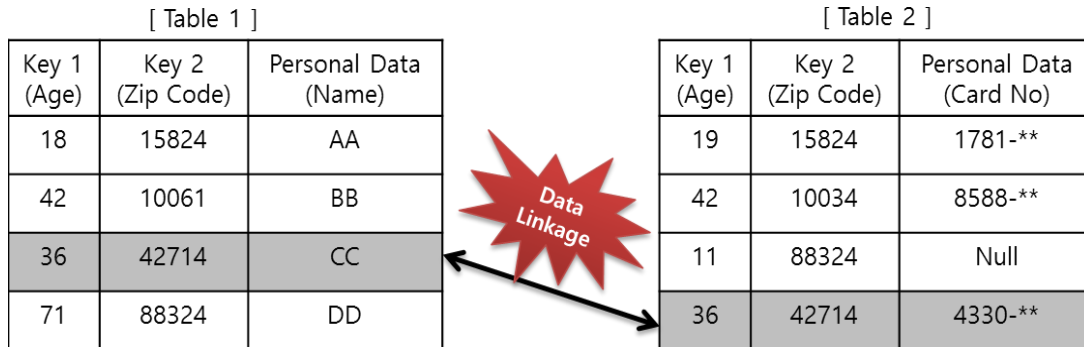 [ Table 1 ]
Key 1 Key 2 Personal Data
(Age) (Zip Code) (Name)
18 15824 AA
42 10061 BB
36 42714 CC
71 88324 DD
Data
Linkage
[ Table 2 ]
Key 1 Key 2 Personal Data
(Age) (Zip Code) (Card No)
19 15824 1781-**
42 10034 8588-**
11 88324 Null
36 42714 4330-**